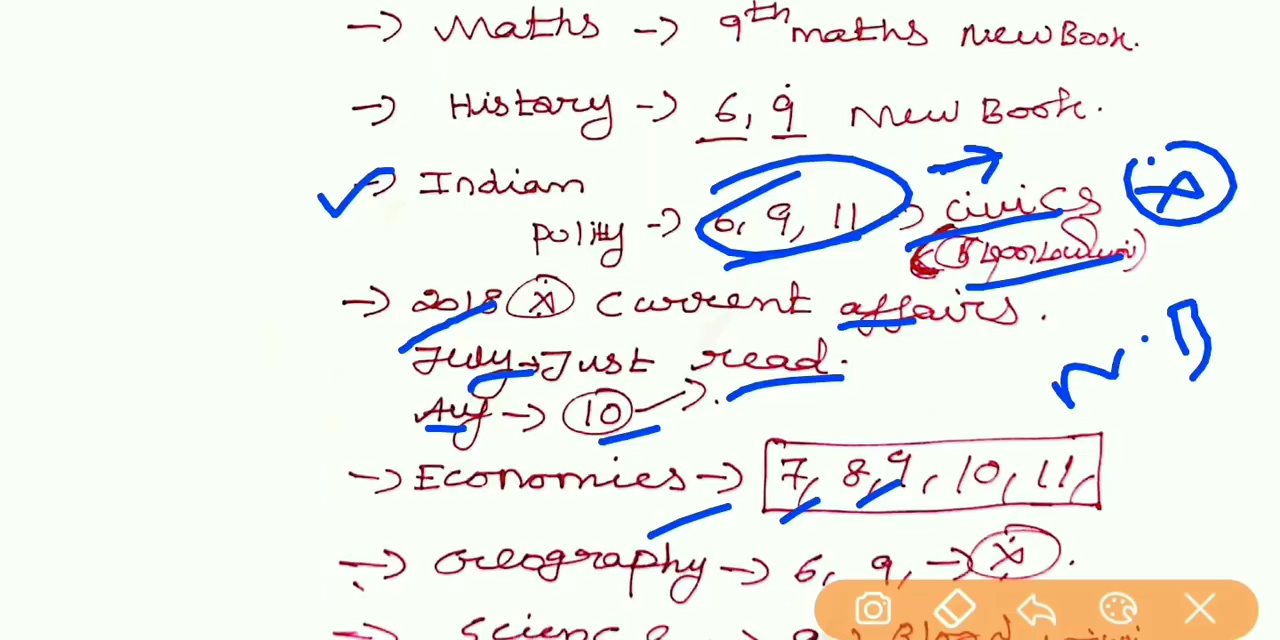 → Maths → 9th maths New Book.
→ History → 6, 9 New Book.
→ Indian
polity → 6, 9, 11 → civics
→ 2018 X Current affairs.
July → Just read.
Aug → 10 → .
→ Economics → 7, 8, 9, 10, 11,
→ Geography → 6, 9, → X .
→ Science